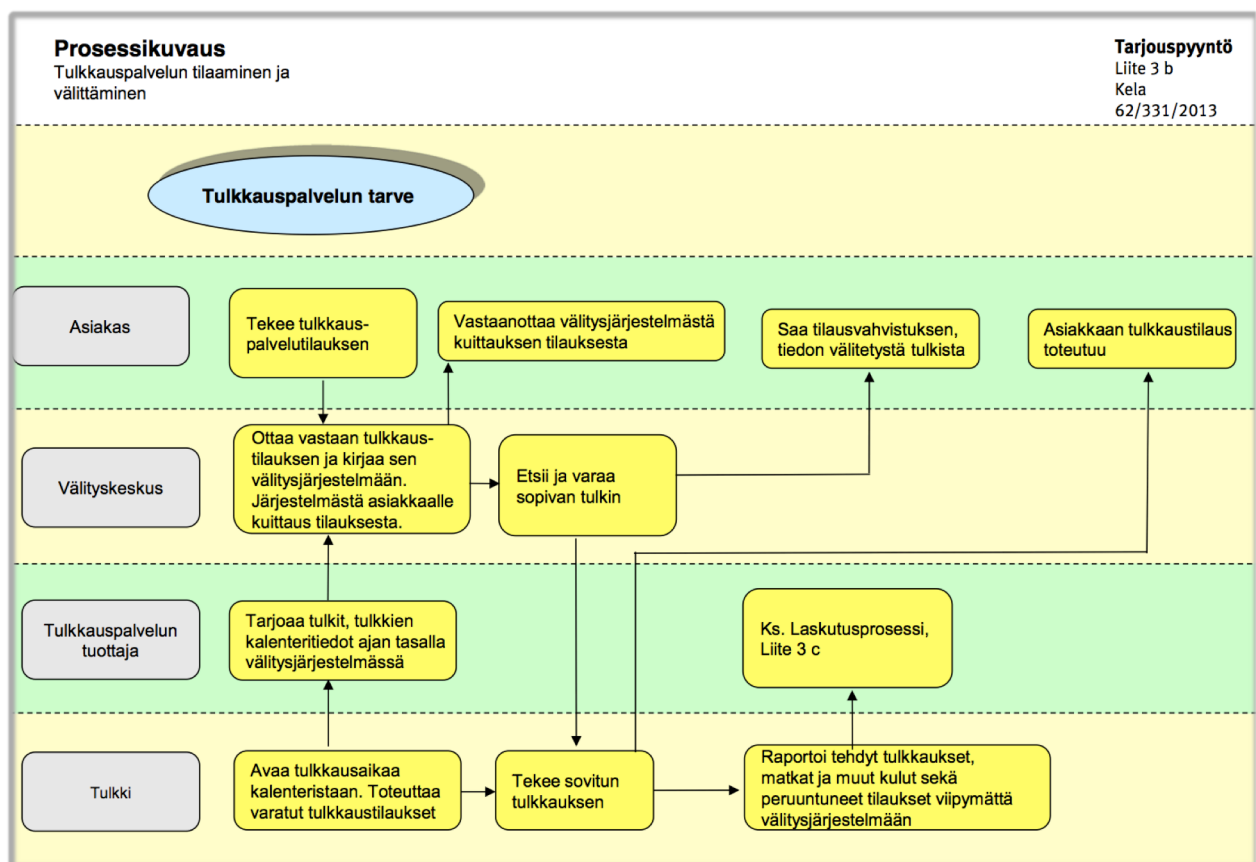 Prosessikuvaus
Tulkkauspalvelun tilaaminen ja
välittäminen
Tarjouspyyntö
Liite 3 b
Kela
62/331/2013
Tulkkauspalvelun tarve
Asiakas
Tekee tulkkaus-
palvelutilauksen
Vastaanottaa välitysjärjestelmästä
kuittauksen tilauksesta
Saa tilausvahvistuksen,
tiedon välitetystä tulkista
Asiakkaan tulkkaustilaus
toteutuu
Välityskeskus
Ottaa vastaan tulkkaus-
tilauksen ja kirjaa sen
välitysjärjestelmään.
Järjestelmästä asiakkaalle
kuittaus tilauksesta.
Etsii ja varaa
sopivan tulkin
Tulkkauspalvelun
tuottaja
Tarjoaa tulkit, tulkkien
kalenteritiedot ajan tasalla
välitysjärjestelmässä
Ks. Laskutusprosessi,
Liite 3 c
Tulkki
Avaa tulkkausaikaa
kalenteristaan. Toteuttaa
varatut tulkkaustilaukset
Tekee sovitun
tulkkauksen
Raportoi tehdyt tulkkaukset,
matkat ja muut kulut sekä
peruuntuneet tilaukset viipymättä
välitysjärjestelmään